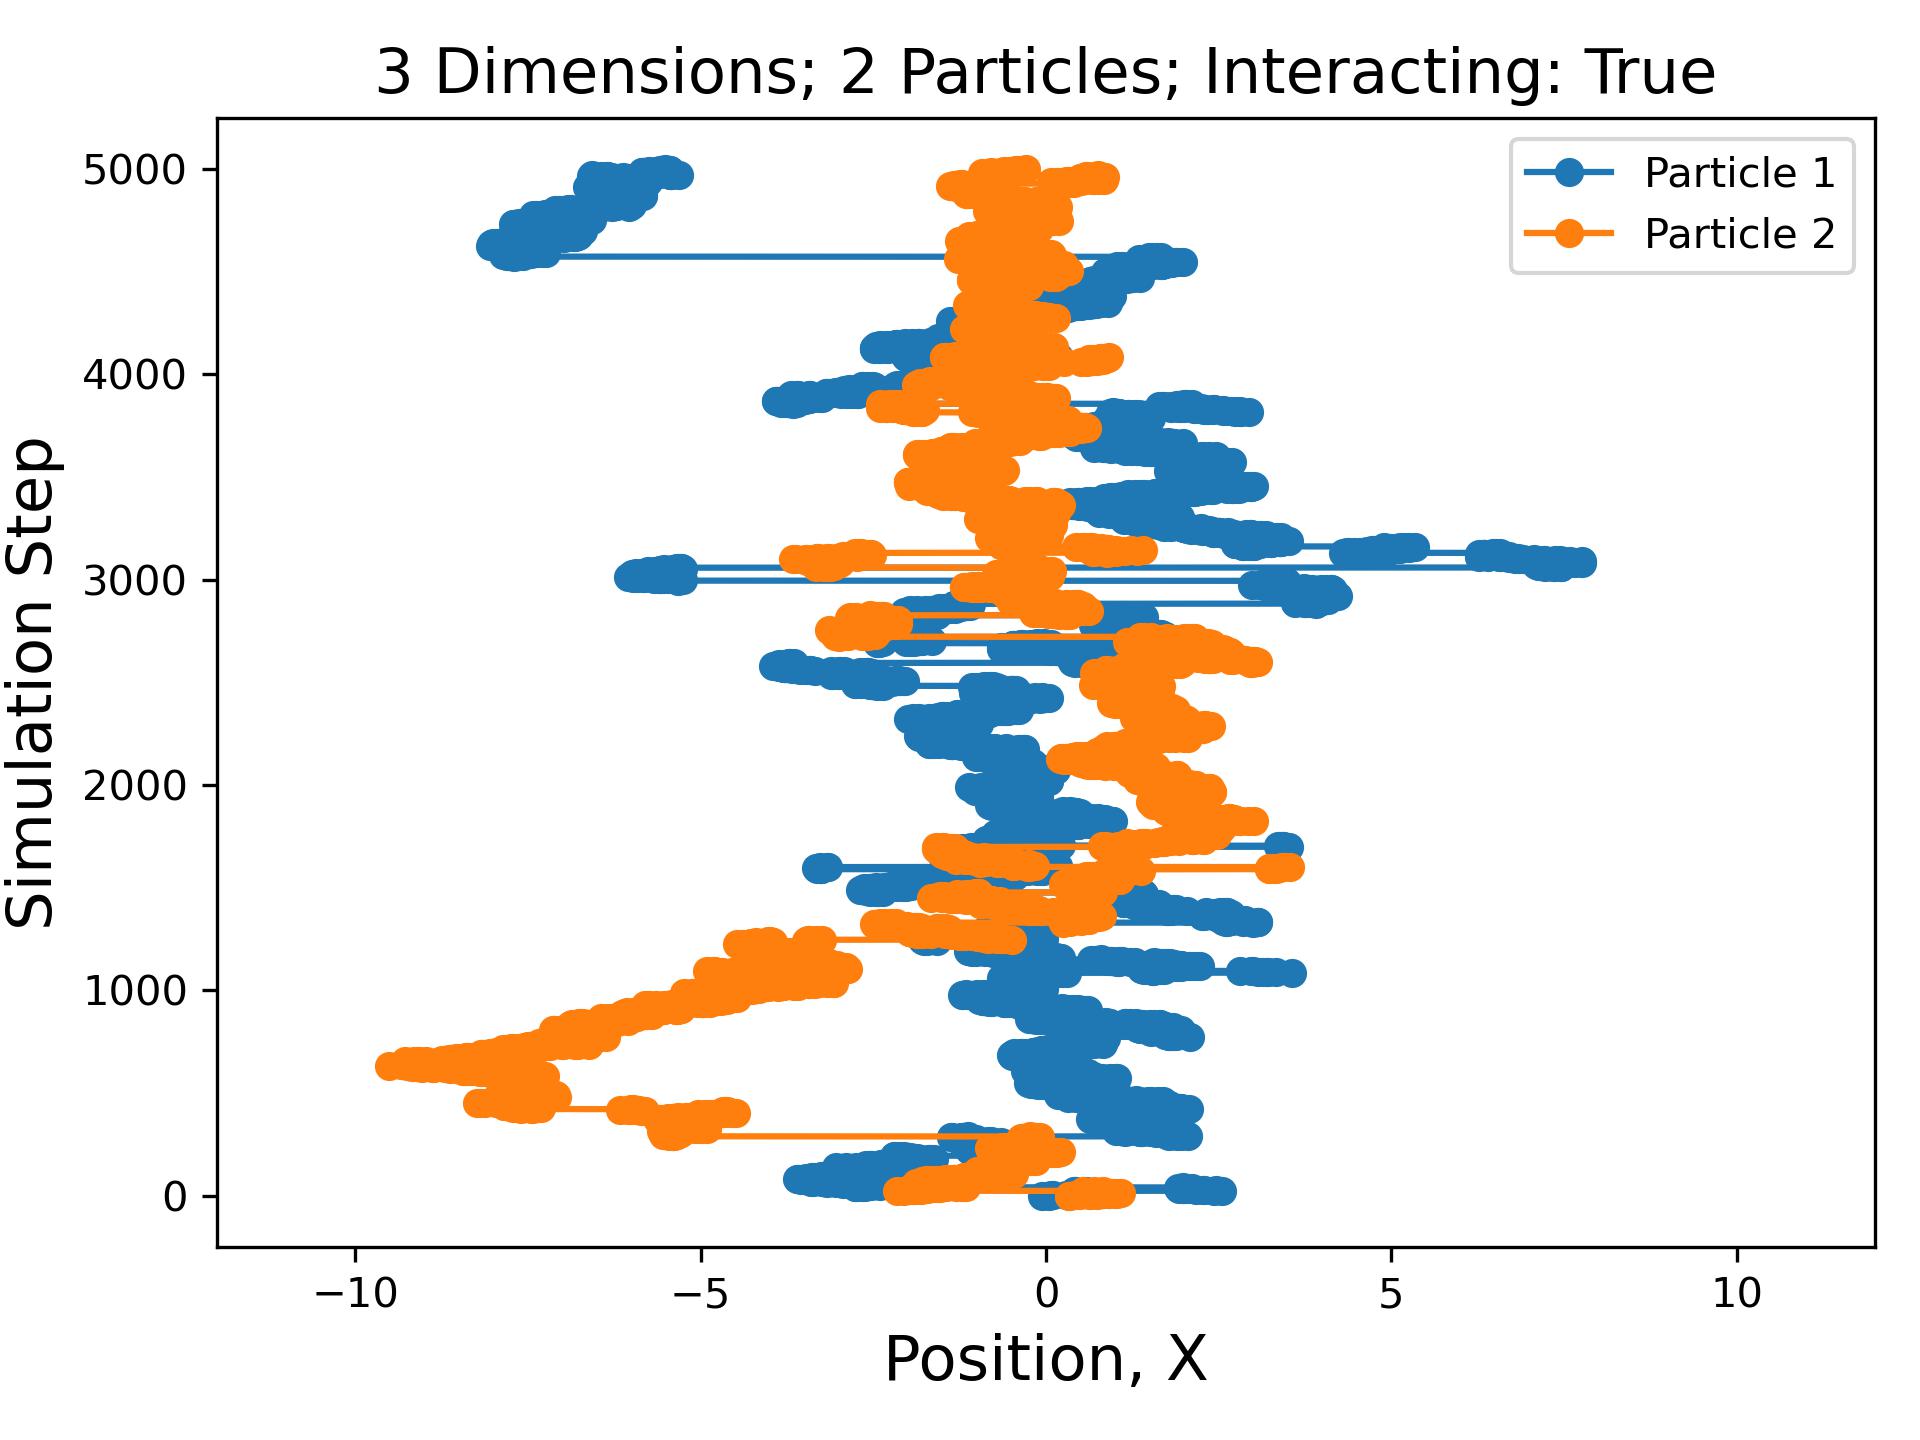 3 Dimensions; 2 Particles; Interacting: True
Particle 1
Particle 2
Simulation Step
5000
4000
3000
2000
1000
0
−10
−5
0
5
10
Position, X